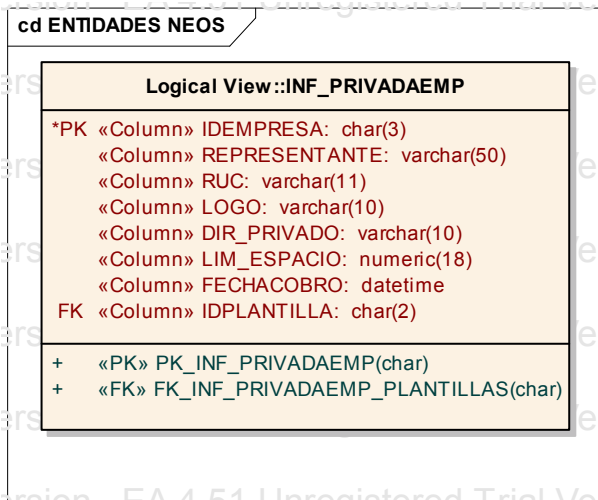 cd ENTIDADES NEOS
Logical View::INF_PRIVADAEMP
*PK «Column» IDEMPRESA: char(3)
«Column» REPRESENTANTE: varchar(50)
«Column» RUC: varchar(11)
«Column» LOGO: varchar(10)
«Column» DIR_PRIVADO: varchar(10)
«Column» LIM_ESPACIO: numeric(18)
«Column» FECHACOBRO: datetime
FK «Column» IDPLANTILLA: char(2)
+ «PK» PK_INF_PRIVADAEMP(char)
+ «FK» FK_INF_PRIVADAEMP_PLANTILLAS(char)
EA 4.51 Unregistered Trial